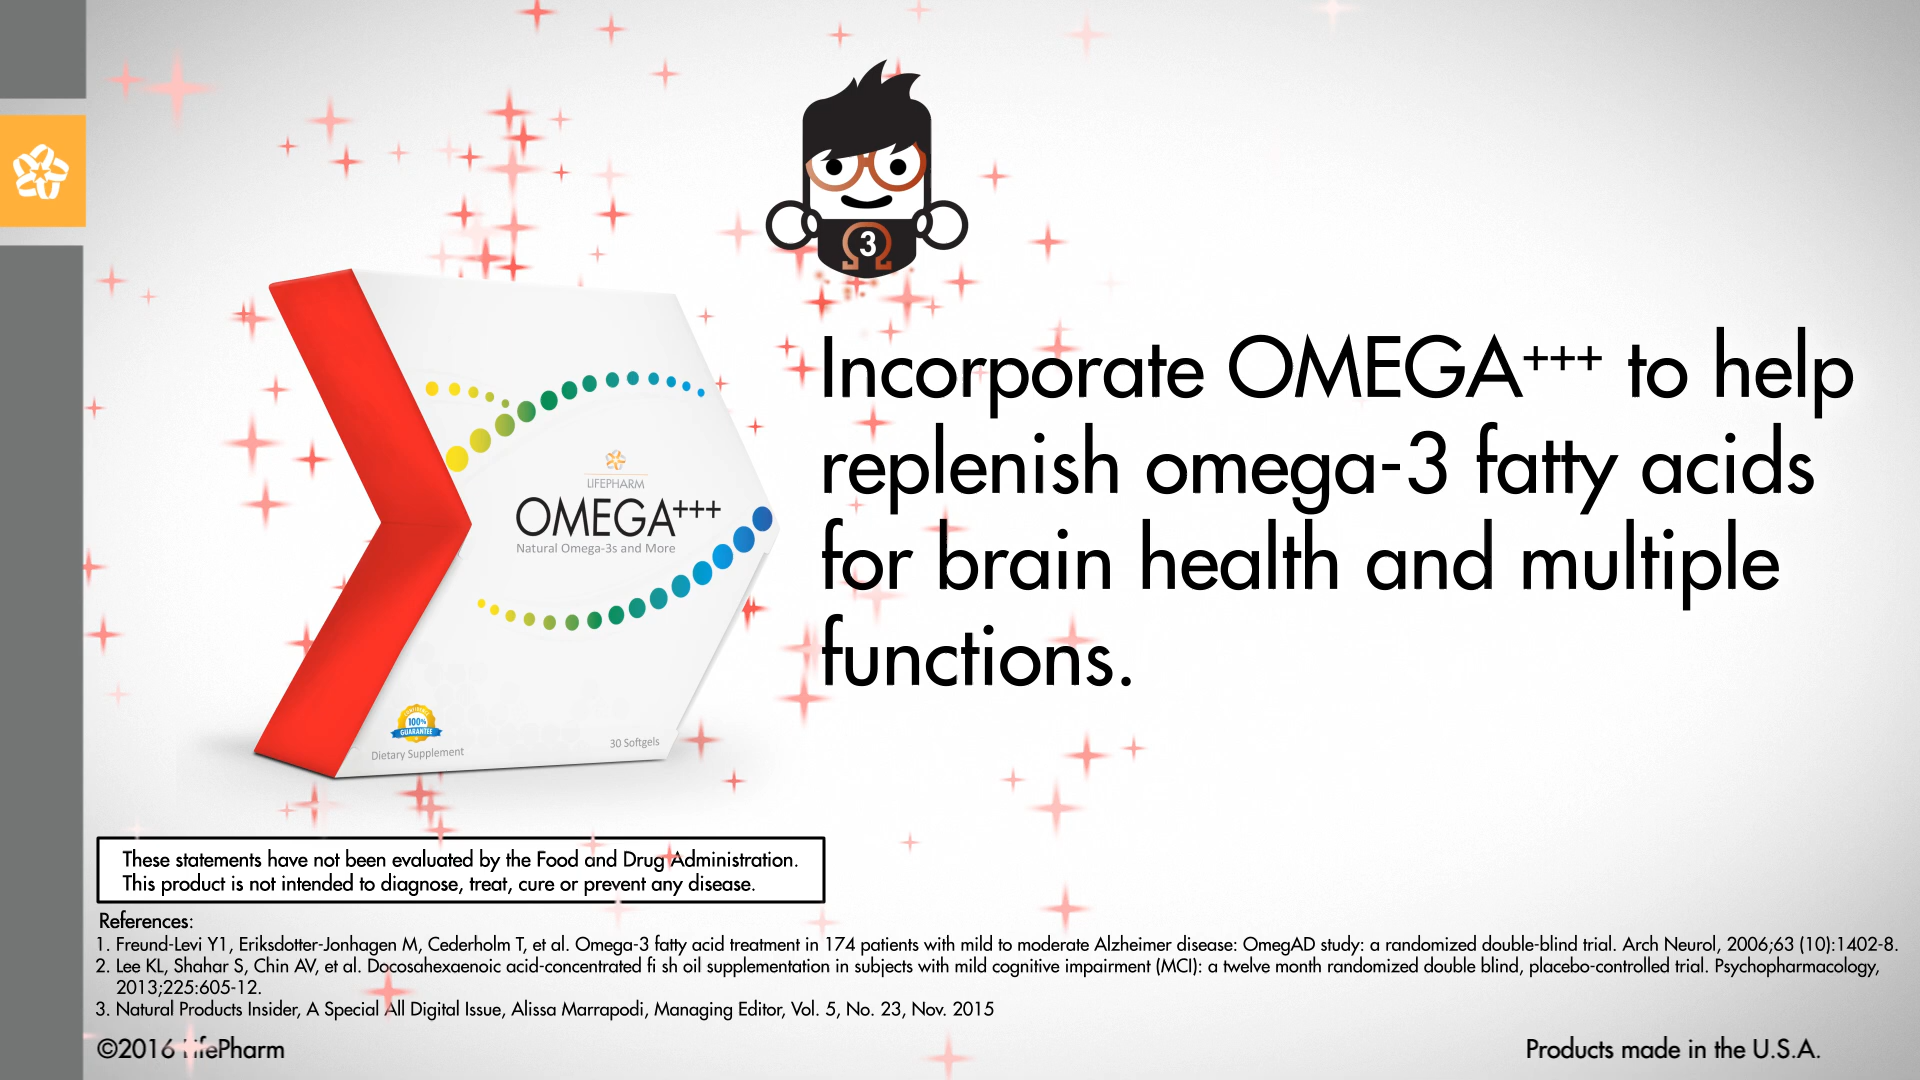 3
Incorporate OMEGA+++ to help
replenish omega-3 fatty acids
for brain health and multiple
functions.
LIFEPHARM
OMEGA+++
Natural Omega-3s and More
100%
GUARANTEE
Dietary Supplement
30 Softgels
These statements have not been evaluated by the Food and Drug Administration.
This product is not intended to diagnose, treat, cure or prevent any disease.
References:
1. Freund-Levi Y1, Eriksdotter-Jonhagen M, Cederholm T, et al. Omega-3 fatty acid treatment in 174 patients with mild to moderate Alzheimer disease: OmegAD study: a randomized double-blind trial. Arch Neurol, 2006;63 (10):1402-8.
2. Lee KL, Shahar S, Chin AV, et al. Docosahexaenoic acid-concentrated fi sh oil supplementation in subjects with mild cognitive impairment (MCI): a twelve month randomized double blind, placebo-controlled trial. Psychopharmacology,
2013;225:605-12.
3. Natural Products Insider, A Special All Digital Issue, Alissa Marrapodi, Managing Editor, Vol. 5, No. 23, Nov. 2015
©2016 LifePharm
Products made in the U.S.A.